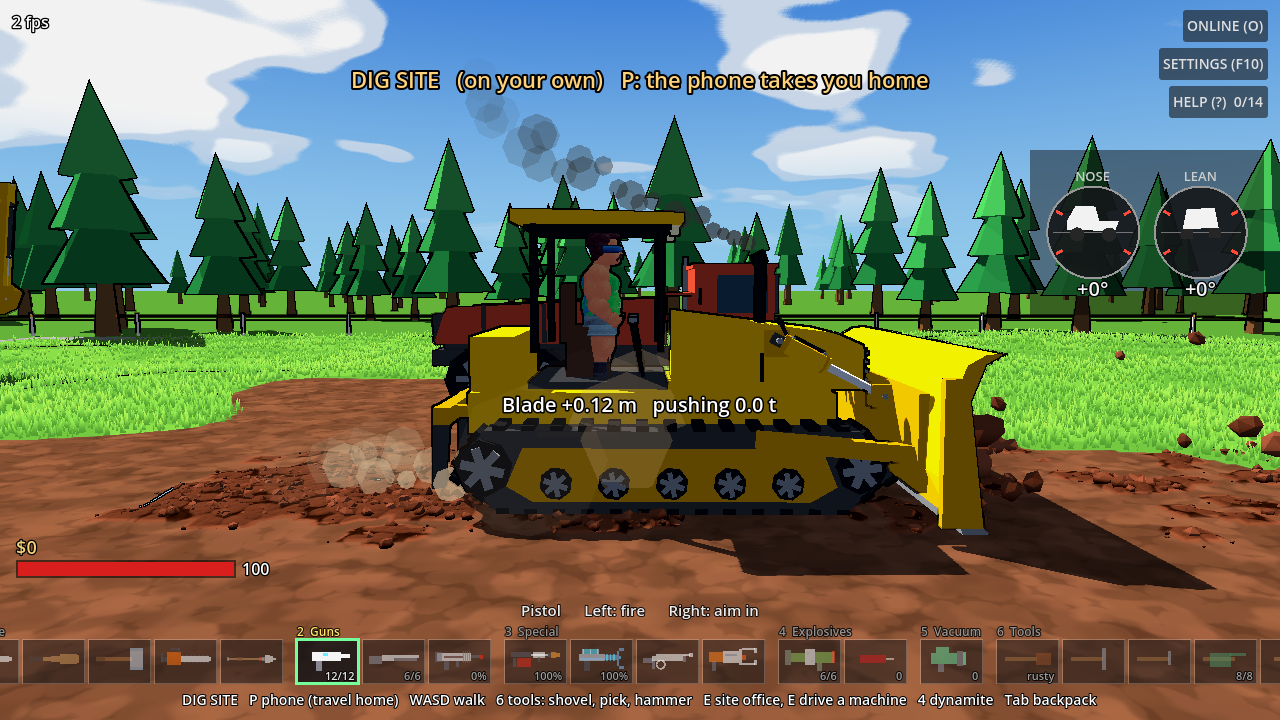 2 fps
ONLINE (O)
DIG SITE (on your own) P: the phone takes you home
SETTINGS (F10)
HELP (?) 0/14
NOSE LEAN
+0° +0°
Blade +0.12 m pushing 0.0 t
$0
100
Pistol Left: fire Right: aim in
2 Guns 3 Special 4 Explosives 5 Vacuum 6 Tools
12/12 6/6 0% 100% 100% 6/6 0 0 rusty 8/8
DIG SITE P phone (travel home) WASD walk 6 tools: shovel, pick, hammer E site office, E drive a machine 4 dynamite Tab backpack